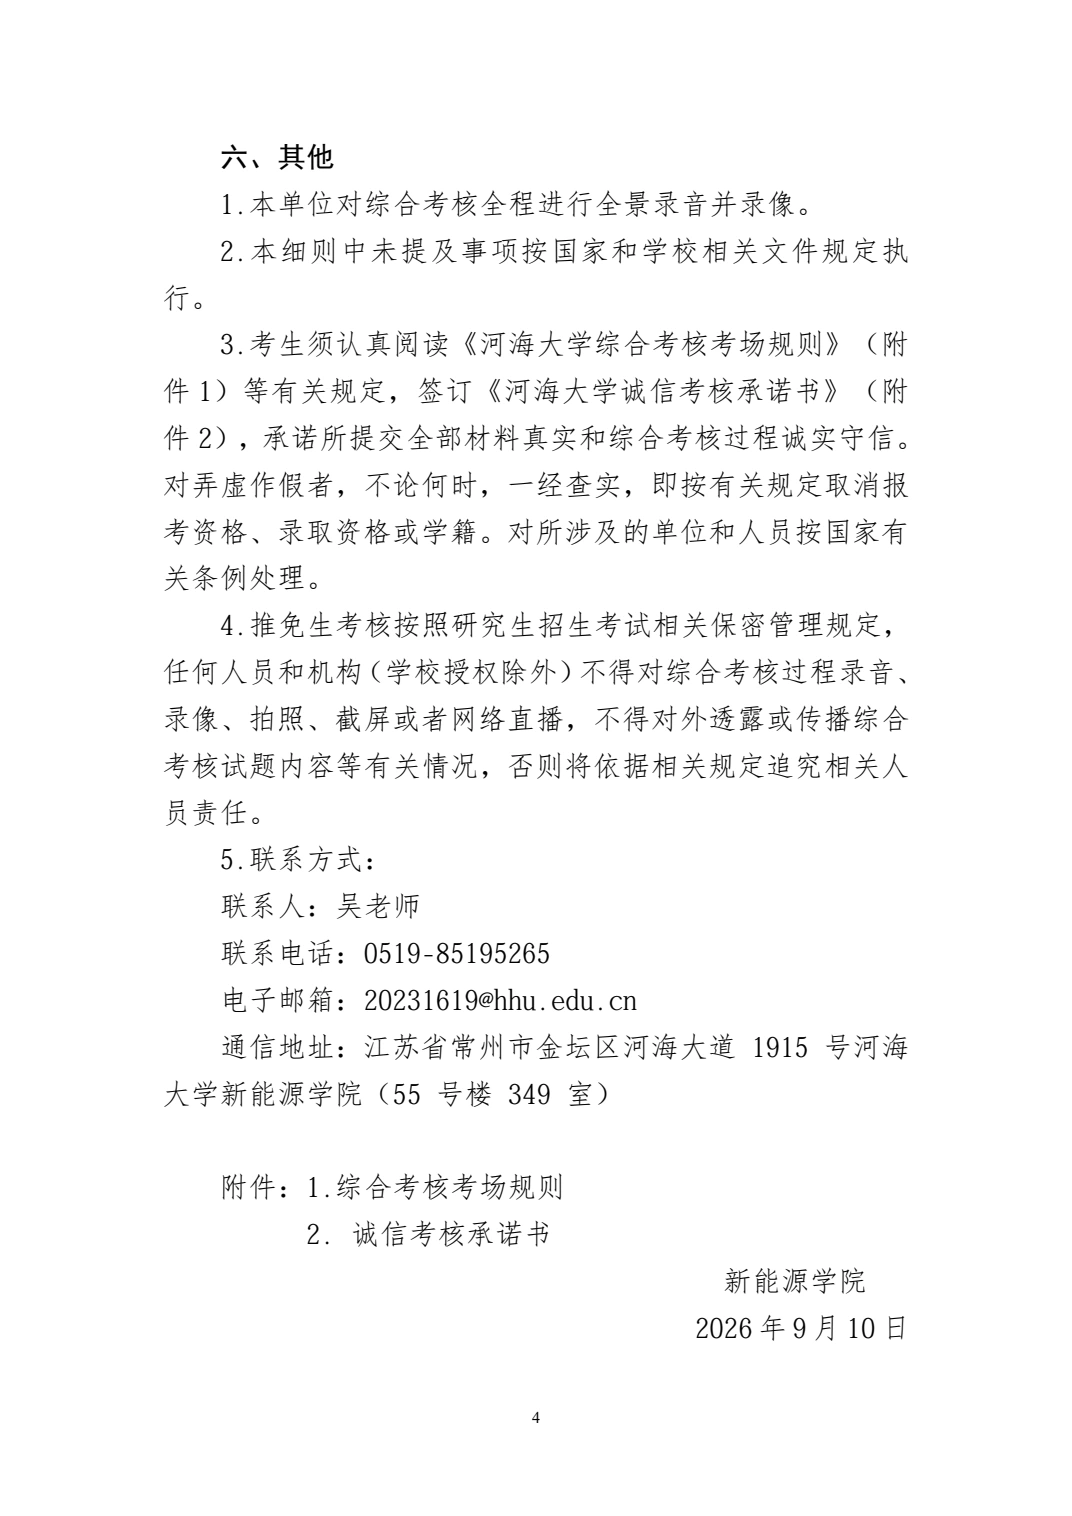 六、其他
1.本单位对综合考核全程进行全景录音并录像。
2.本细则中未提及事项按国家和学校相关文件规定执
行。
3.考生须认真阅读《河海大学综合考核考场规则》（附
件 1）等有关规定，签订《河海大学诚信考核承诺书》（附
件 2），承诺所提交全部材料真实和综合考核过程诚实守信。
对弄虚作假者，不论何时，一经查实，即按有关规定取消报
考资格、录取资格或学籍。对所涉及的单位和人员按国家有
关条例处理。
4.推免生考核按照研究生招生考试相关保密管理规定，
任何人员和机构（学校授权除外）不得对综合考核过程录音、
录像、拍照、截屏或者网络直播，不得对外透露或传播综合
考核试题内容等有关情况，否则将依据相关规定追究相关人
员责任。
5.联系方式：
联系人：吴老师
联系电话：0519-85195265
电子邮箱：20231619@hhu.edu.cn
通信地址：江苏省常州市金坛区河海大道 1915 号河海
大学新能源学院（55 号楼 349 室）
附件：1.综合考核考场规则
2. 诚信考核承诺书
新能源学院
2026 年 9 月 10 日
4